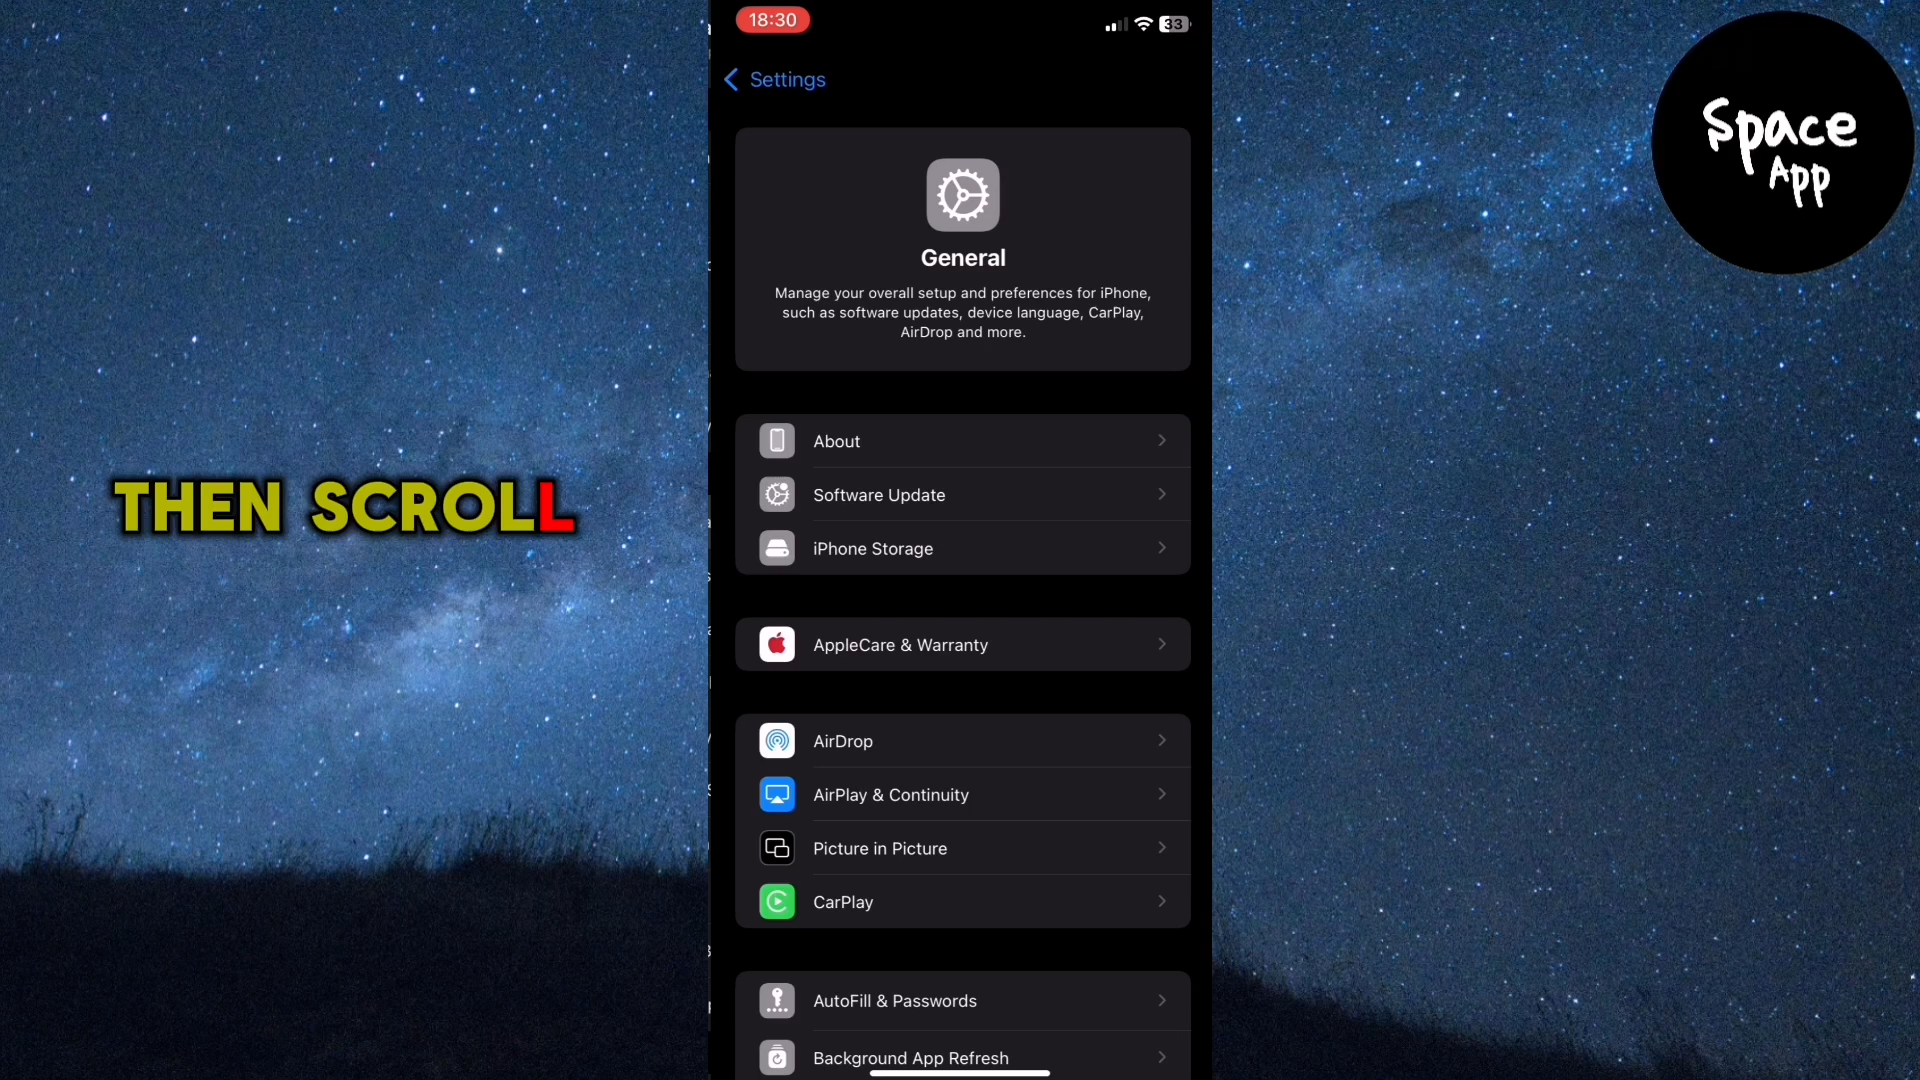 18:30
33
Settings
General
Manage your overall setup and preferences for iPhone,
such as software updates, device language, CarPlay,
AirDrop and more.
About
Software Update
iPhone Storage
AppleCare & Warranty
AirDrop
AirPlay & Continuity
Picture in Picture
CarPlay
AutoFill & Passwords
Background App Refresh
THEN SCROLL
Space
App